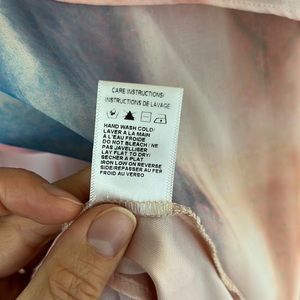 CARE INSTRUCTIONS/
INSTRUCTIONS DE LAVAGE
HAND WASH COLD/
LAVER A LA MAIN
A L'EAU FROIDE
DO NOT BLEACH/NE
PAS JAVELLISER
LAY FLAT TO DRY/
SECHER A PLAT
IRON LOW ON REVERSE
SIDE/REPASSER AU FER
FROID AU VERSO